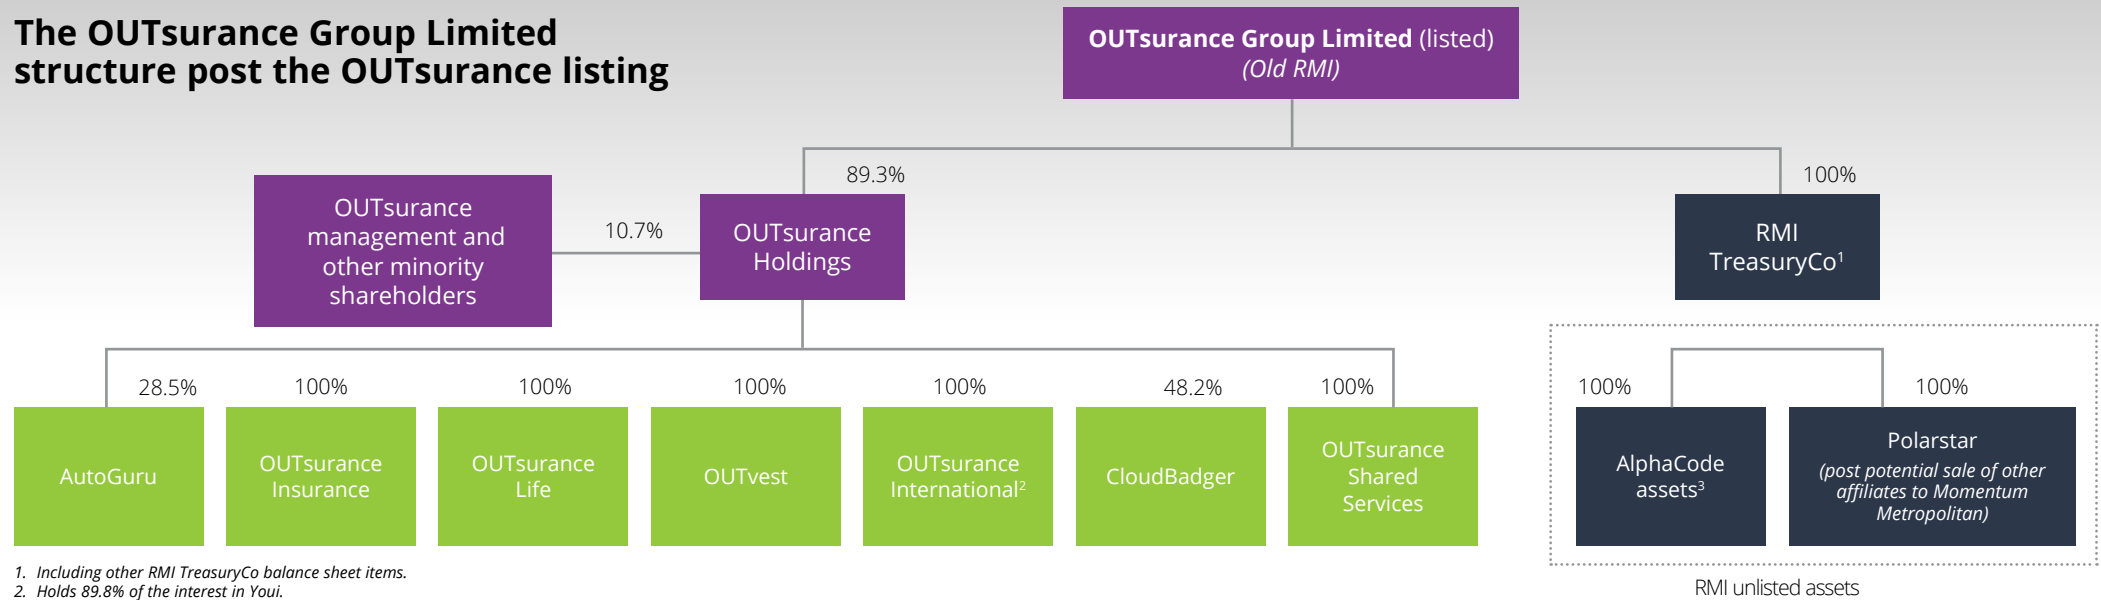 The OUTsurance Group Limited
structure post the OUTsurance listing
OUTsurance Group Limited (listed)
(Old RMI)
89.3%
100%
OUTsurance
management and
other minority
shareholders
10.7%
OUTsurance
Holdings
RMI
TreasuryCo¹
28.5%
100%
100%
100%
100%
48.2%
100%
100%
100%
AutoGuru
OUTsurance
Insurance
OUTsurance
Life
OUTvest
OUTsurance
International²
CloudBadger
OUTsurance
Shared
Services
AlphaCode
assets³
Polarstar
(post potential sale of other
affiliates to Momentum
Metropolitan)
1. Including other RMI TreasuryCo balance sheet items.
2. Holds 89.8% of the interest in Youi.
RMI unlisted assets